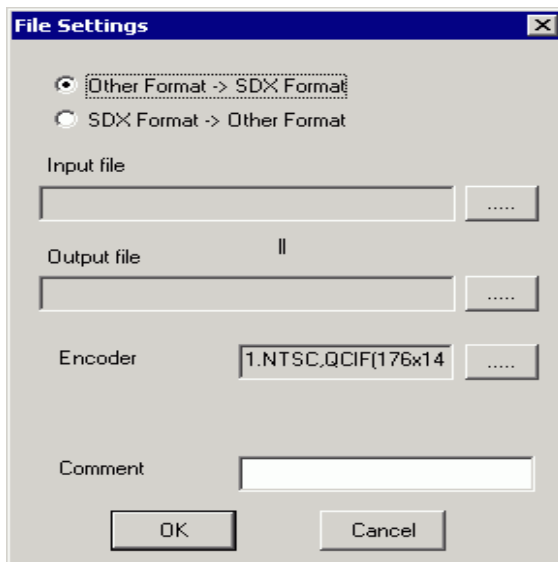 File Settings
Other Format -> SDX Format
SDX Format -> Other Format
Input file
.....
||
Output file
.....
Encoder
1.NTSC,QCIF(176x14
.....
Comment
OK
Cancel